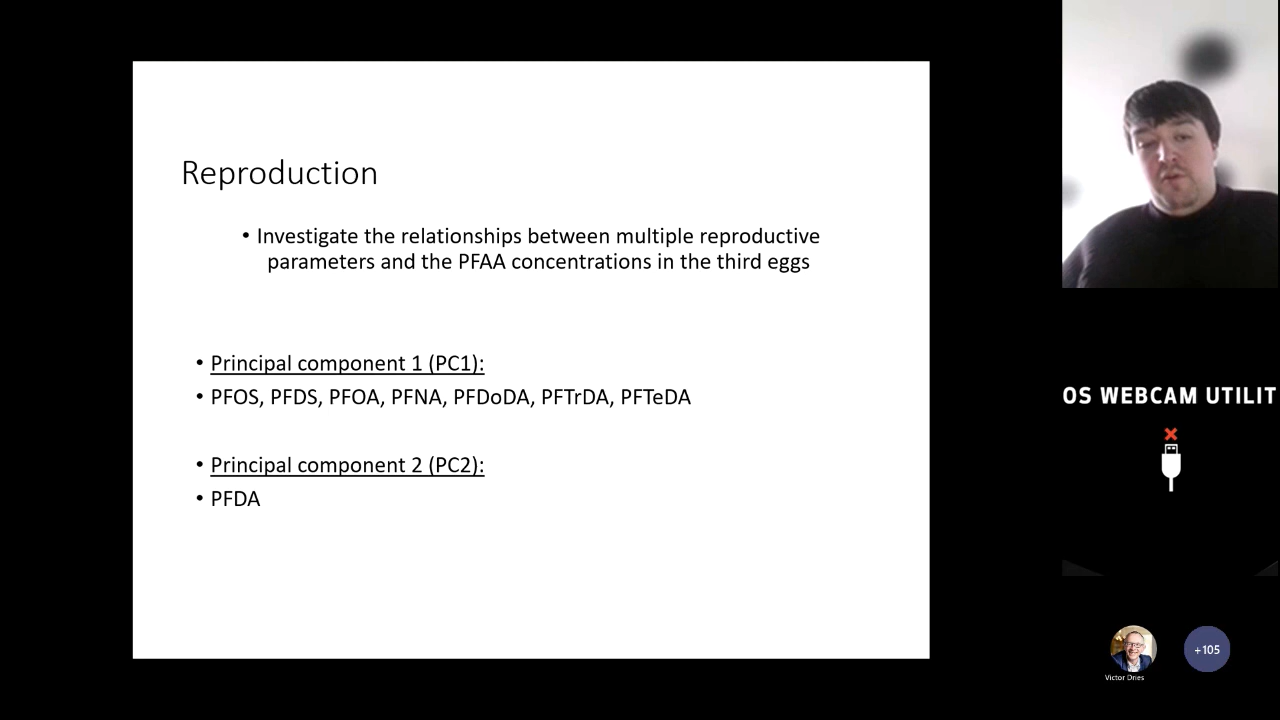 Reproduction
• Investigate the relationships between multiple reproductive
parameters and the PFAA concentrations in the third eggs
• Principal component 1 (PC1):
• PFOS, PFDS, PFOA, PFNA, PFDoDA, PFTrDA, PFTeDA
• Principal component 2 (PC2):
• PFDA
OS WEBCAM UTILIT
+105
Victor Dries